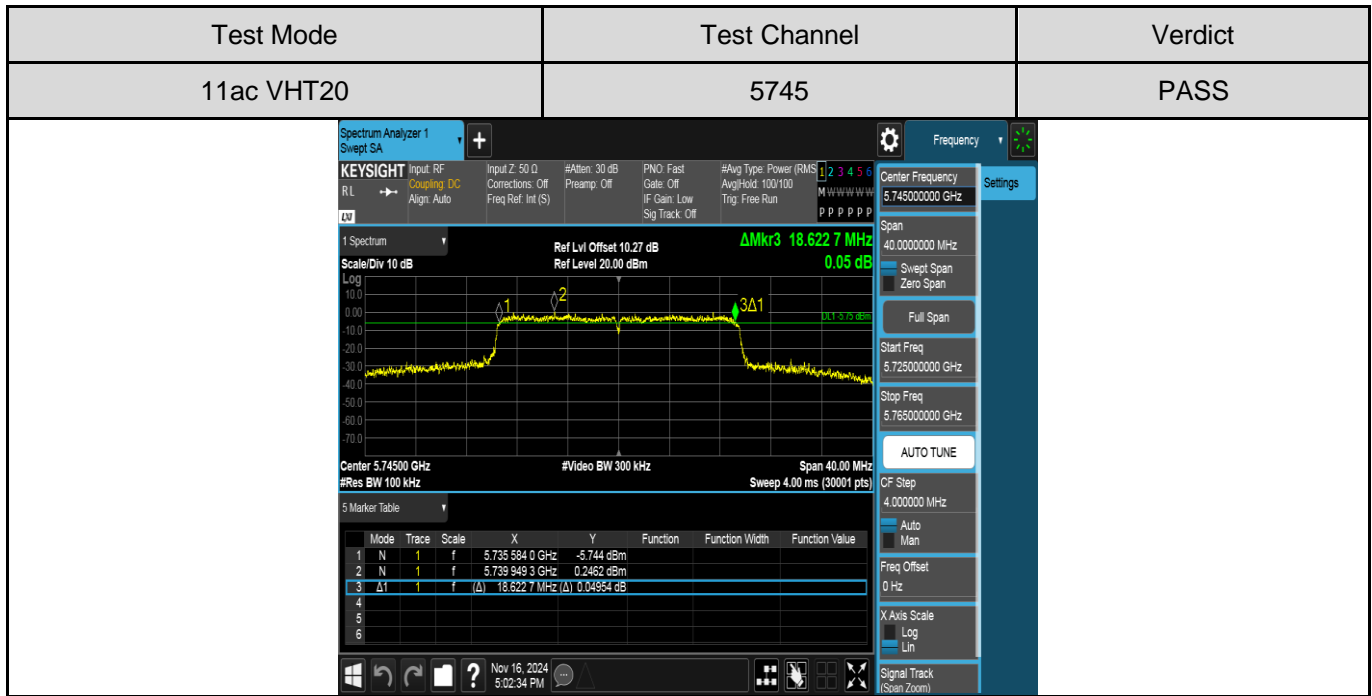 Test Mode Test Channel Verdict
11ac VHT20 5745 PASS
Spectrum Analyzer 1
Swept SA
+
Frequency
KEYSIGHT Input: RF Input Z: 50 Ω #Atten: 30 dB PNO: Fast #Avg Type: Power (RMS 1 2 3 4 5 6
RL Coupling: DC Corrections: Off Preamp: Off Gate: Off Avg|Hold: 100/100 M W W W W W
Align: Auto Freq Ref: Int (S) IF Gain: Low Trig: Free Run
LXI Sig Track: Off P P P P P P
1 Spectrum Ref Lvl Offset 10.27 dB ΔMkr3 18.622 7 MHz
Scale/Div 10 dB Ref Level 20.00 dBm 0.05 dB
Log
10.0
0.00
-10.0
-20.0
-30.0
-40.0
-50.0
-60.0
-70.0
1 2 3Δ1
DL1 -5.75 dBm
Center 5.74500 GHz #Video BW 300 kHz Span 40.00 MHz
#Res BW 100 kHz Sweep 4.00 ms (30001 pts)
5 Marker Table
Mode Trace Scale X Y Function Function Width Function Value
1 N 1 f 5.735 584 0 GHz -5.744 dBm
2 N 1 f 5.739 949 3 GHz 0.2462 dBm
3 Δ1 1 f (Δ) 18.622 7 MHz (Δ) 0.04954 dB
4
5
6
Nov 16, 2024
5:02:34 PM
?
Center Frequency
5.745000000 GHz
Settings
Span
40.0000000 MHz
Swept Span
Zero Span
Full Span
Start Freq
5.725000000 GHz
Stop Freq
5.765000000 GHz
AUTO TUNE
CF Step
4.000000 MHz
Auto
Man
Freq Offset
0 Hz
X Axis Scale
Log
Lin
Signal Track
(Span Zoom)